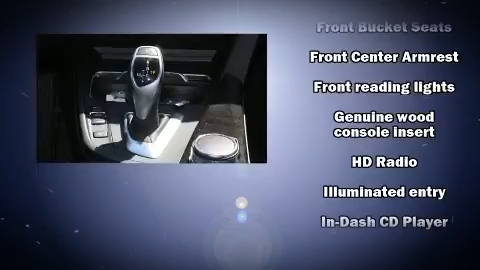 Front Bucket Seats
Front Center Armrest
Front reading lights
Genuine wood
console insert
HD Radio
Illuminated entry
In-Dash CD Player